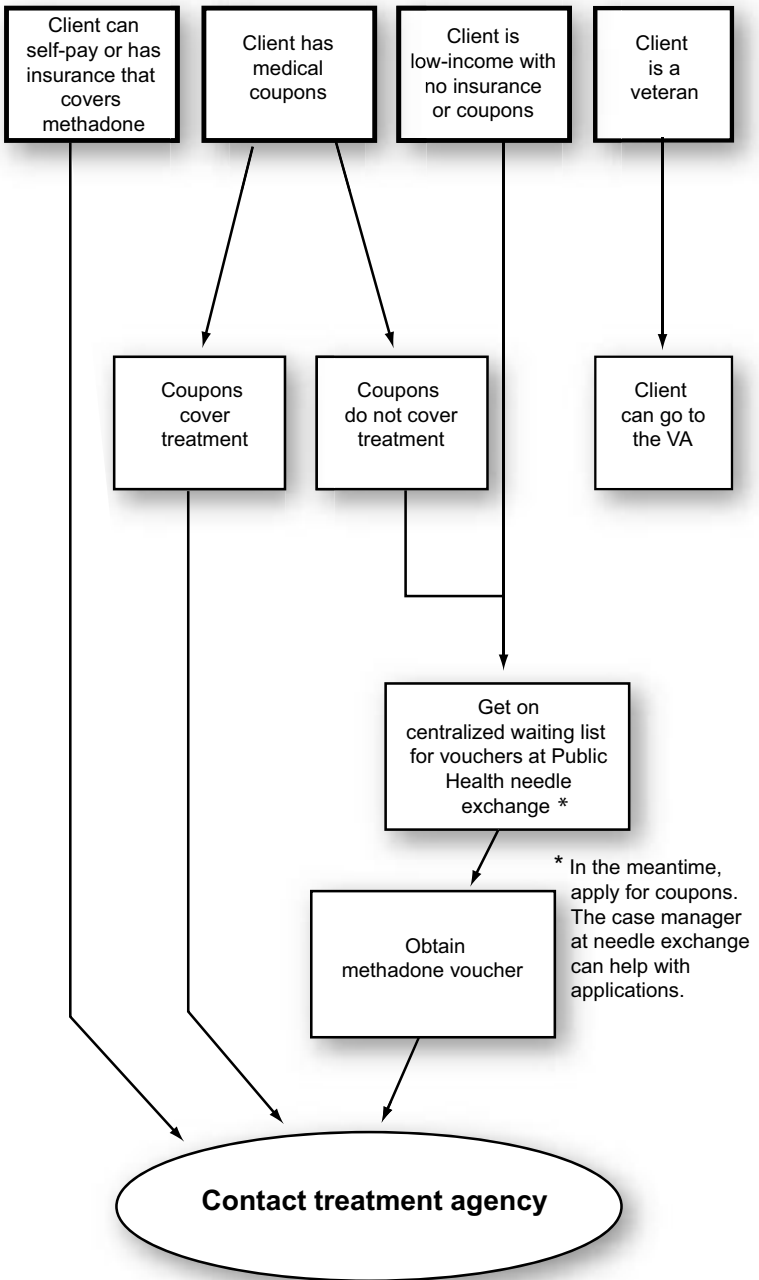 Client can
self-pay or has
insurance that
covers
methadone
Client has
medical
coupons
Client is
low-income with
no insurance
or coupons
Client
is a
veteran
Coupons
cover
treatment
Coupons
do not cover
treatment
Client
can go to
the VA
Get on
centralized waiting list
for vouchers at Public
Health needle
exchange *
* In the meantime,
apply for coupons.
The case manager
at needle exchange
can help with
applications.
Obtain
methadone voucher
Contact treatment agency